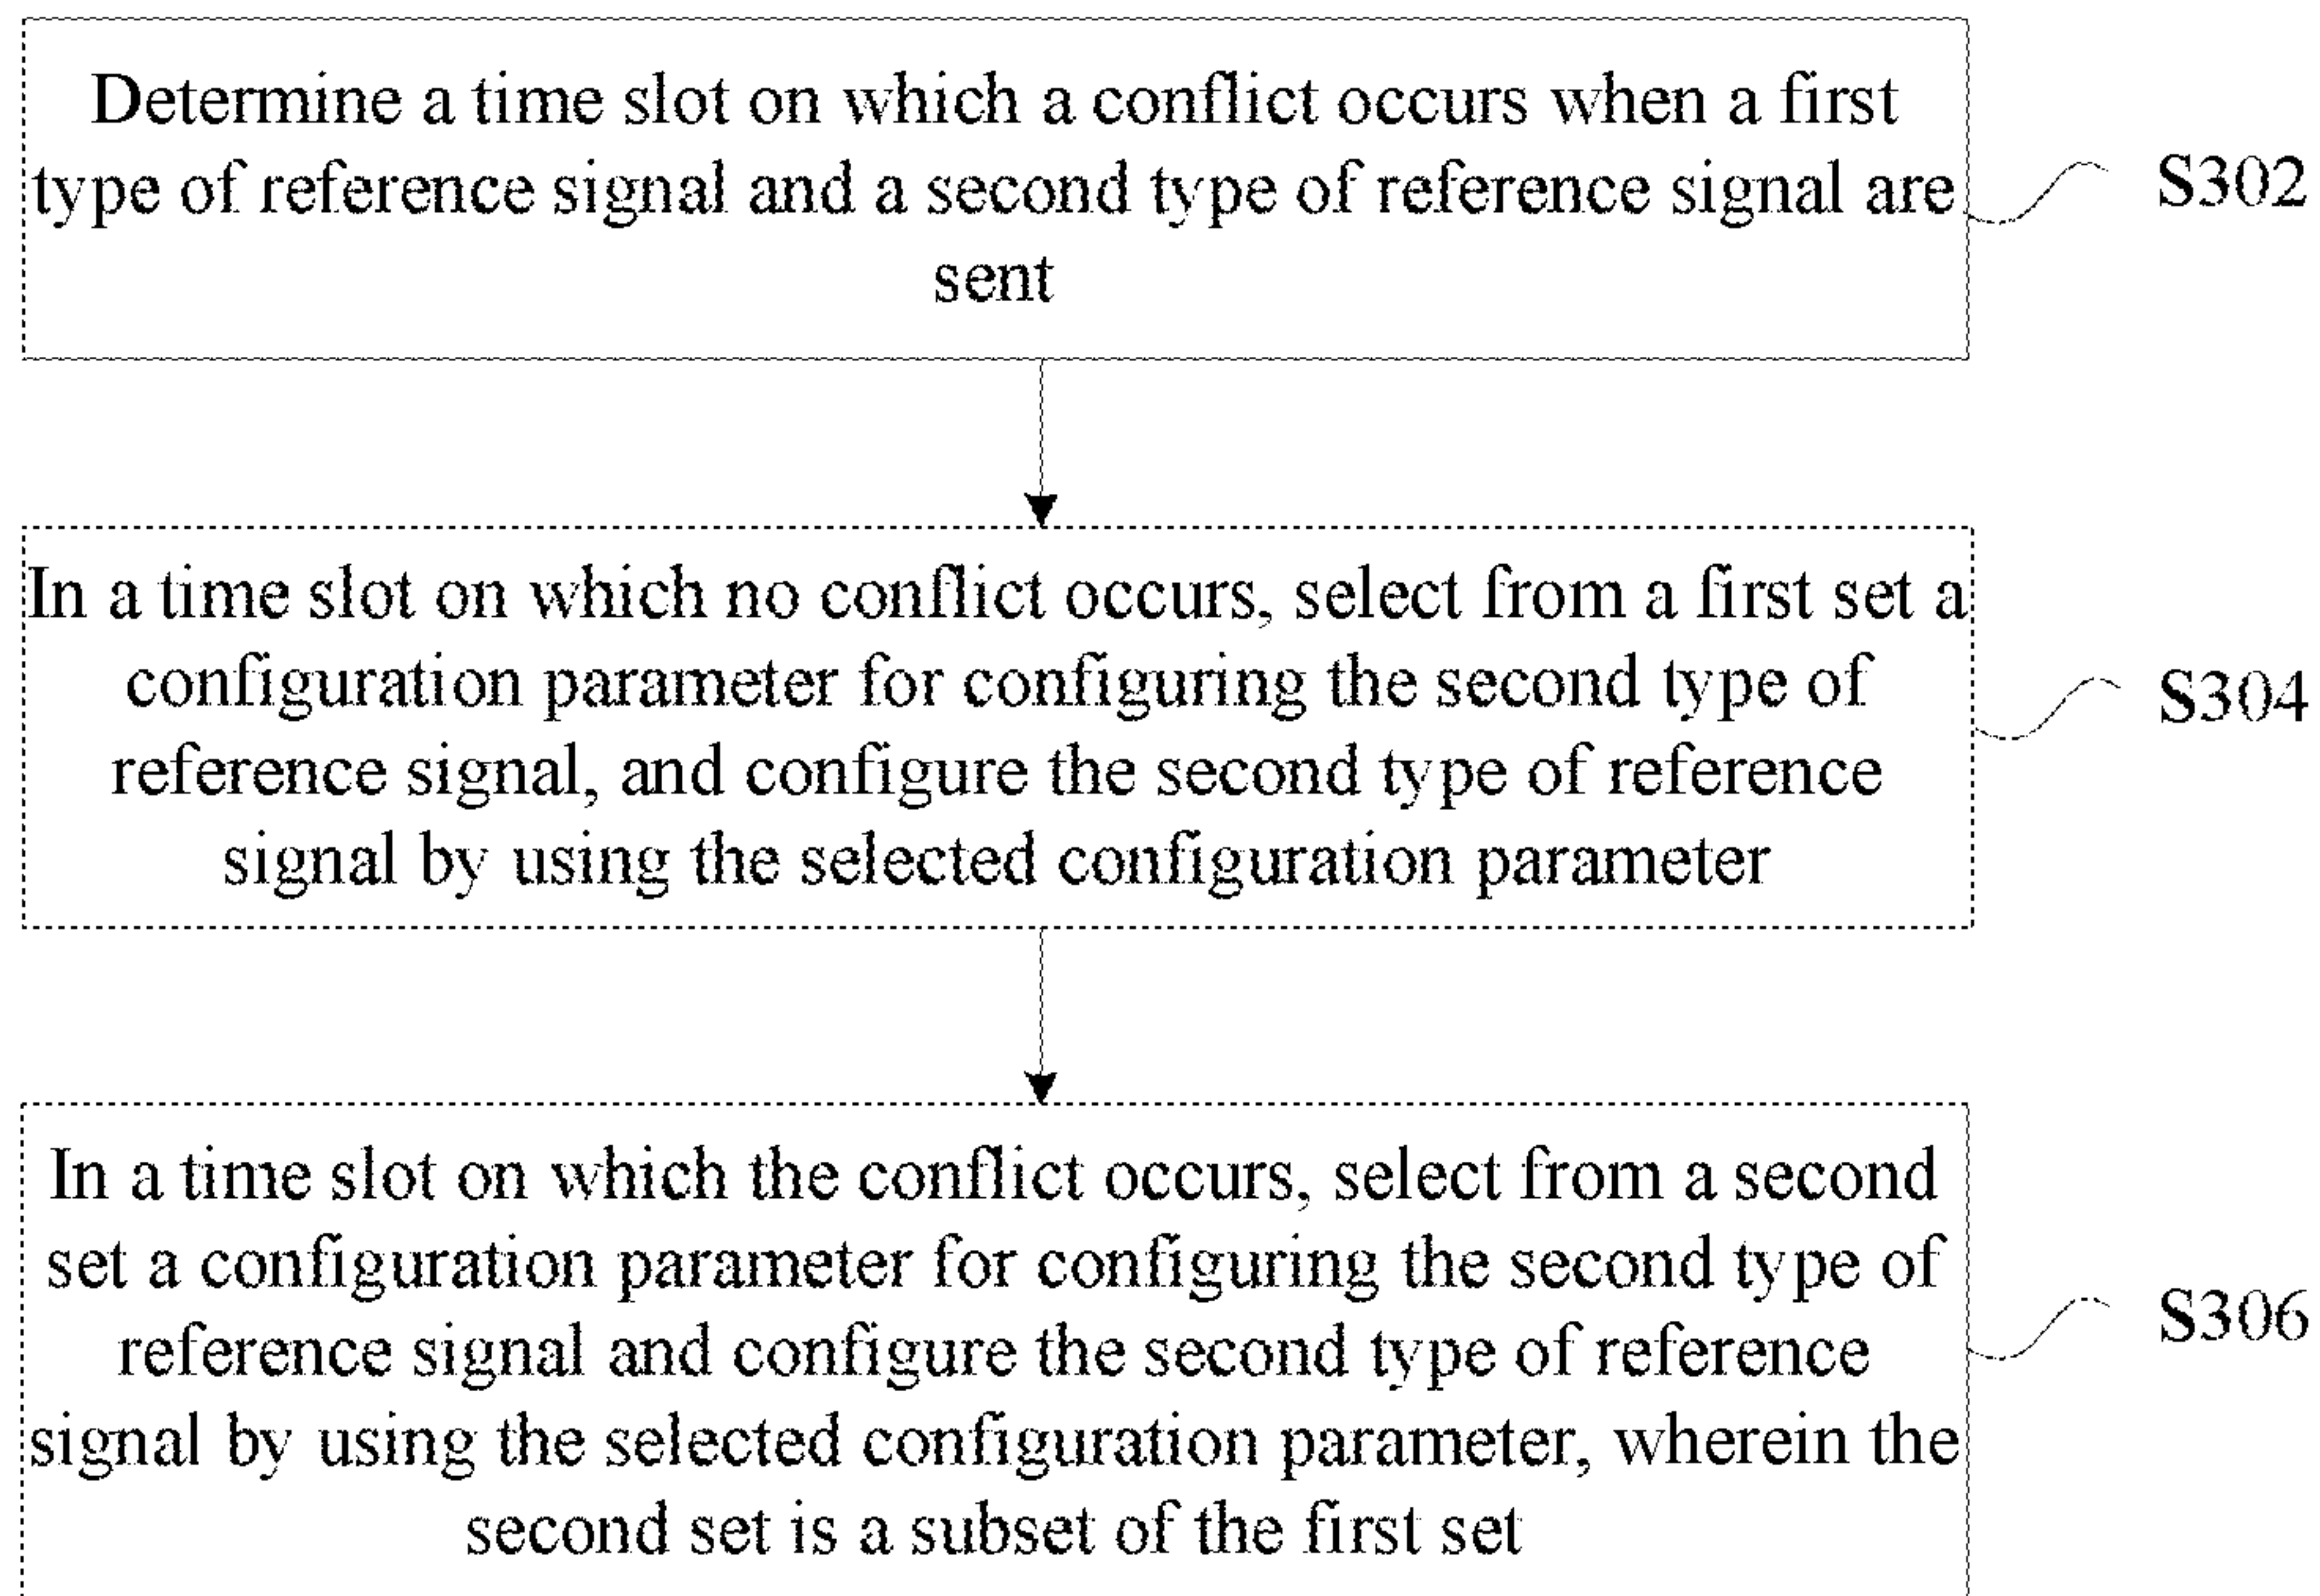 Determine a time slot on which a conflict occurs when a first
type of reference signal and a second type of reference signal are
sent
S302
In a time slot on which no conflict occurs, select from a first set a
configuration parameter for configuring the second type of
reference signal, and configure the second type of reference
signal by using the selected configuration parameter
S304
In a time slot on which the conflict occurs, select from a second
set a configuration parameter for configuring the second type of
reference signal and configure the second type of reference
signal by using the selected configuration parameter, wherein the
second set is a subset of the first set
S306